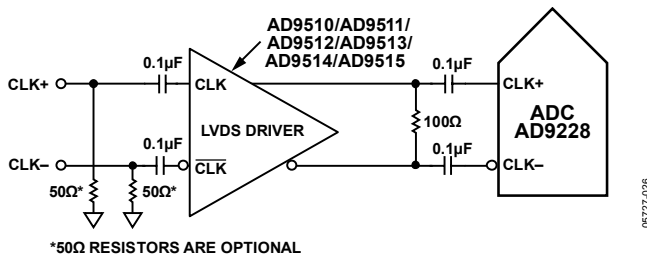 AD9510/AD9511/
AD9512/AD9513/
AD9514/AD9515
0.1µF
0.1µF
CLK+
CLK
CLK+
ADC
AD9228
100Ω
LVDS DRIVER
0.1µF
0.1µF
CLK–
CLK
CLK–
50Ω*
50Ω*
*50Ω RESISTORS ARE OPTIONAL
05727-026